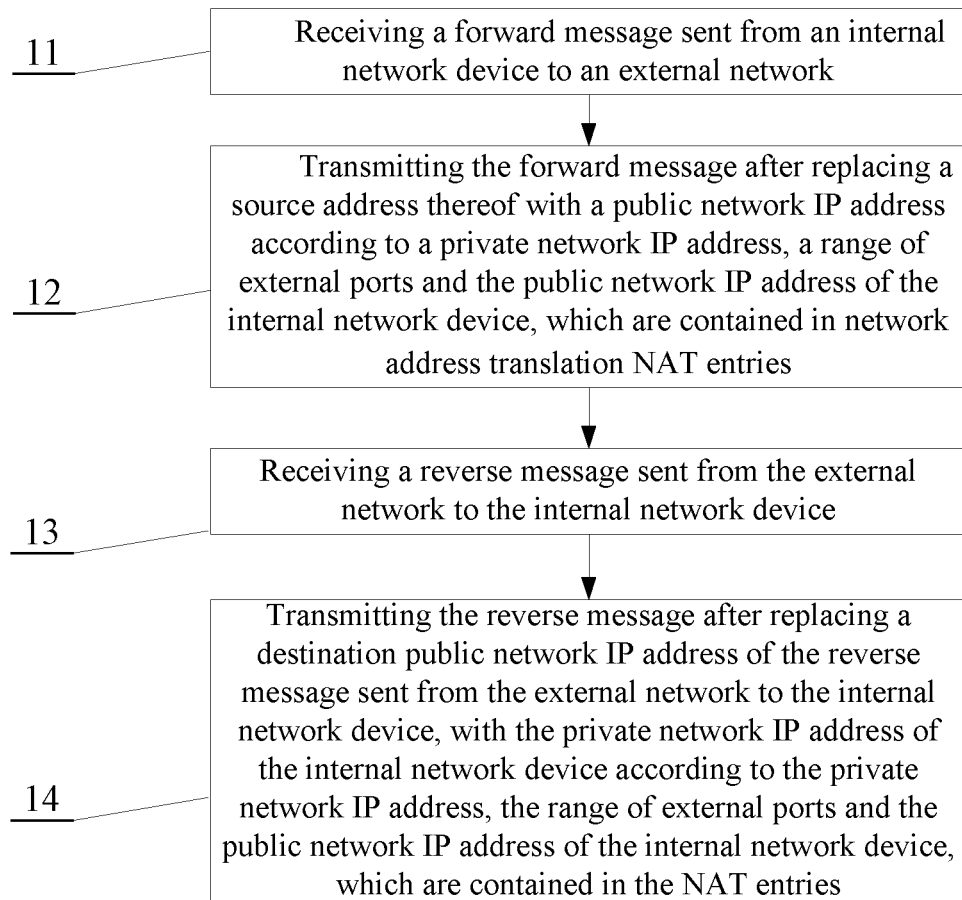 11
Receiving a forward message sent from an internal
network device to an external network
12
Transmitting the forward message after replacing a
source address thereof with a public network IP address
according to a private network IP address, a range of
external ports and the public network IP address of the
internal network device, which are contained in network
address translation NAT entries
13
Receiving a reverse message sent from the external
network to the internal network device
14
Transmitting the reverse message after replacing a
destination public network IP address of the reverse
message sent from the external network to the internal
network device, with the private network IP address of
the internal network device according to the private
network IP address, the range of external ports and the
public network IP address of the internal network device,
which are contained in the NAT entries